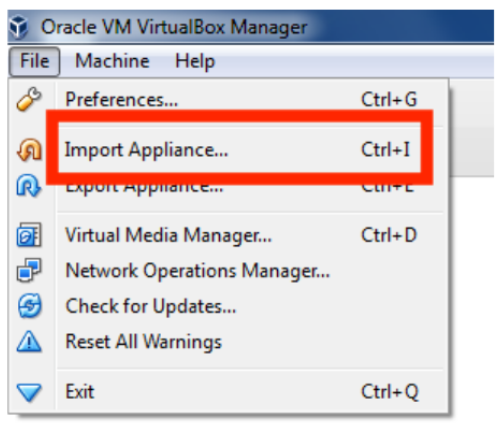 Oracle VM VirtualBox Manager
File Machine Help
Preferences... Ctrl+G
Import Appliance... Ctrl+I
Export Appliance... Ctrl+E
Virtual Media Manager... Ctrl+D
Network Operations Manager...
Check for Updates...
Reset All Warnings
Exit Ctrl+Q